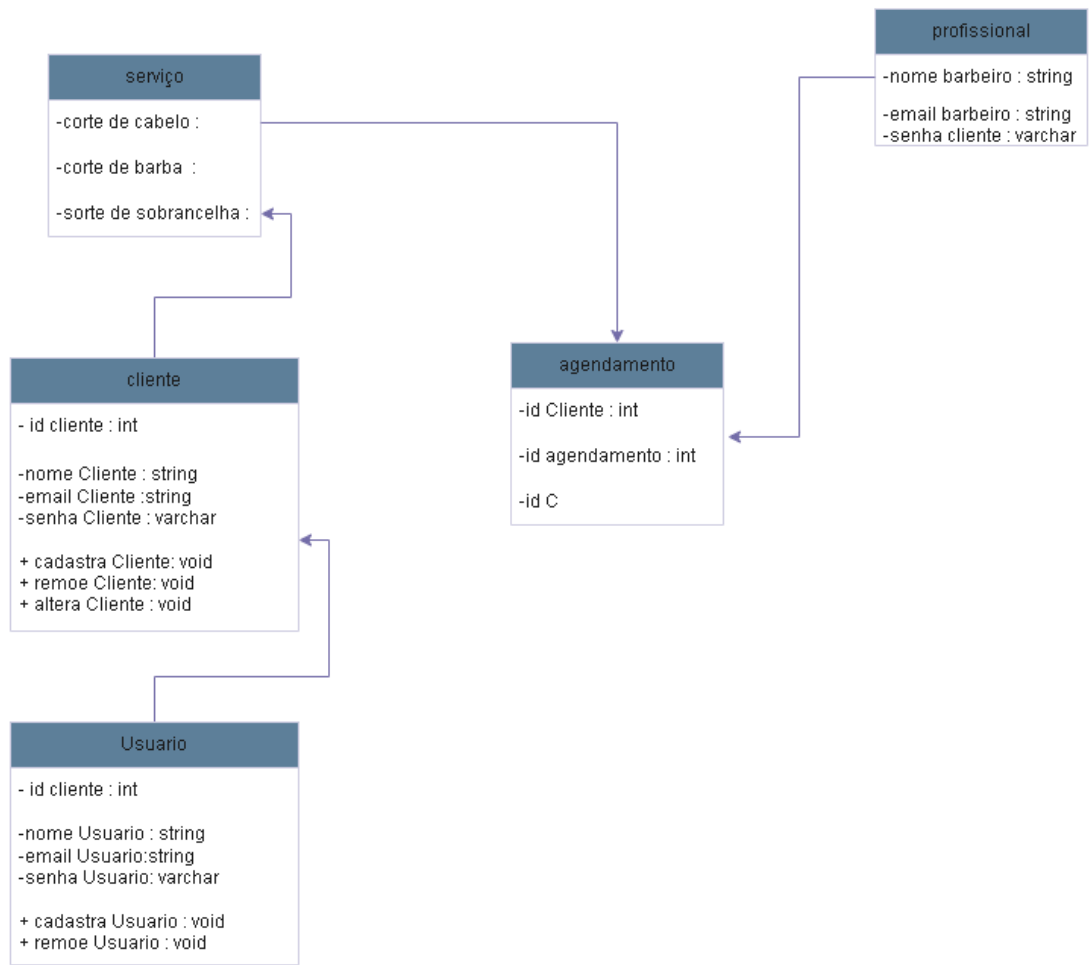 serviço
-corte de cabelo :
-corte de barba :
-sorte de sobrancelha :
profissional
-nome barbeiro : string
-email barbeiro : string
-senha cliente : varchar
cliente
- id cliente : int
-nome Cliente : string
-email Cliente :string
-senha Cliente : varchar
+ cadastra Cliente: void
+ remoe Cliente: void
+ altera Cliente : void
agendamento
-id Cliente : int
-id agendamento : int
-id C
Usuario
- id cliente : int
-nome Usuario : string
-email Usuario:string
-senha Usuario: varchar
+ cadastra Usuario : void
+ remoe Usuario : void